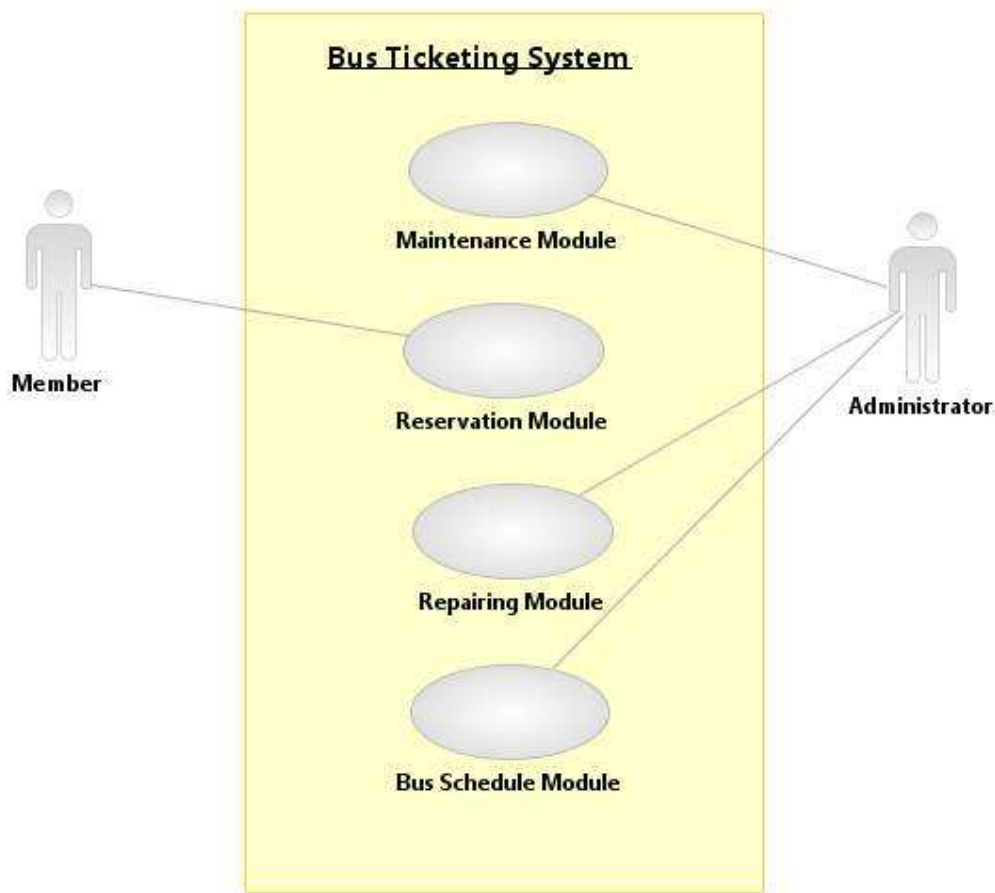 Bus Ticketing System
Maintenance Module
Member
Administrator
Reservation Module
Repairing Module
Bus Schedule Module